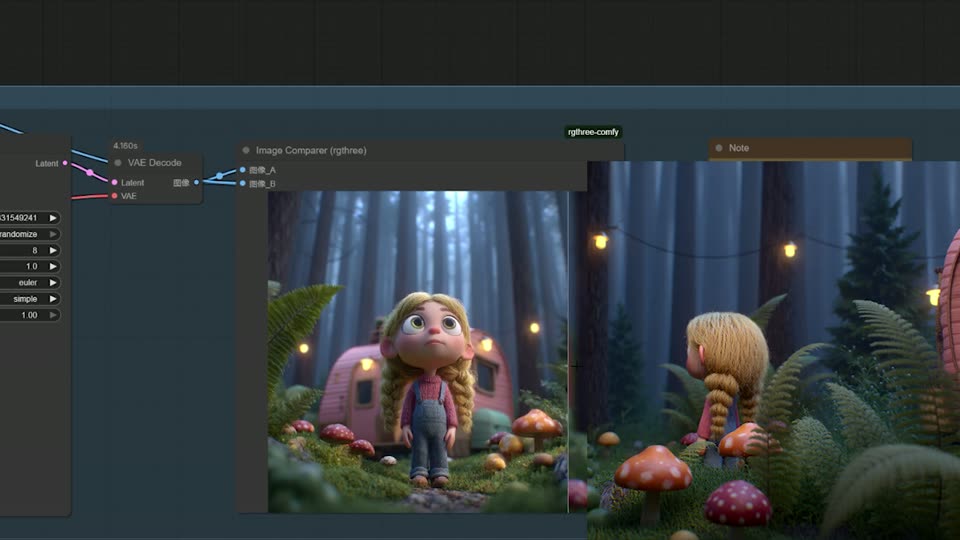 rgthree-comfy
4.160s
VAE Decode
Image Comparer (rgthree)
Note
Latent
Latent
图像
VAE
图像_A
图像_B
31549241
randomize
8
1.0
euler
simple
1.00